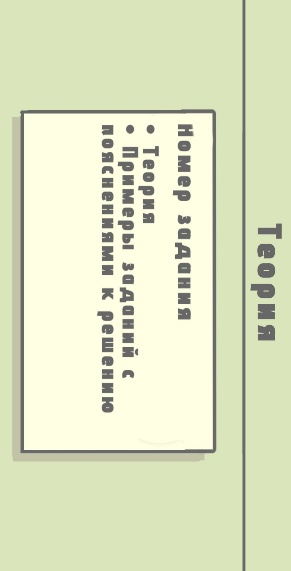 Теория
Номер задания
• Теория
• Примеры заданий с
пояснениями к решению